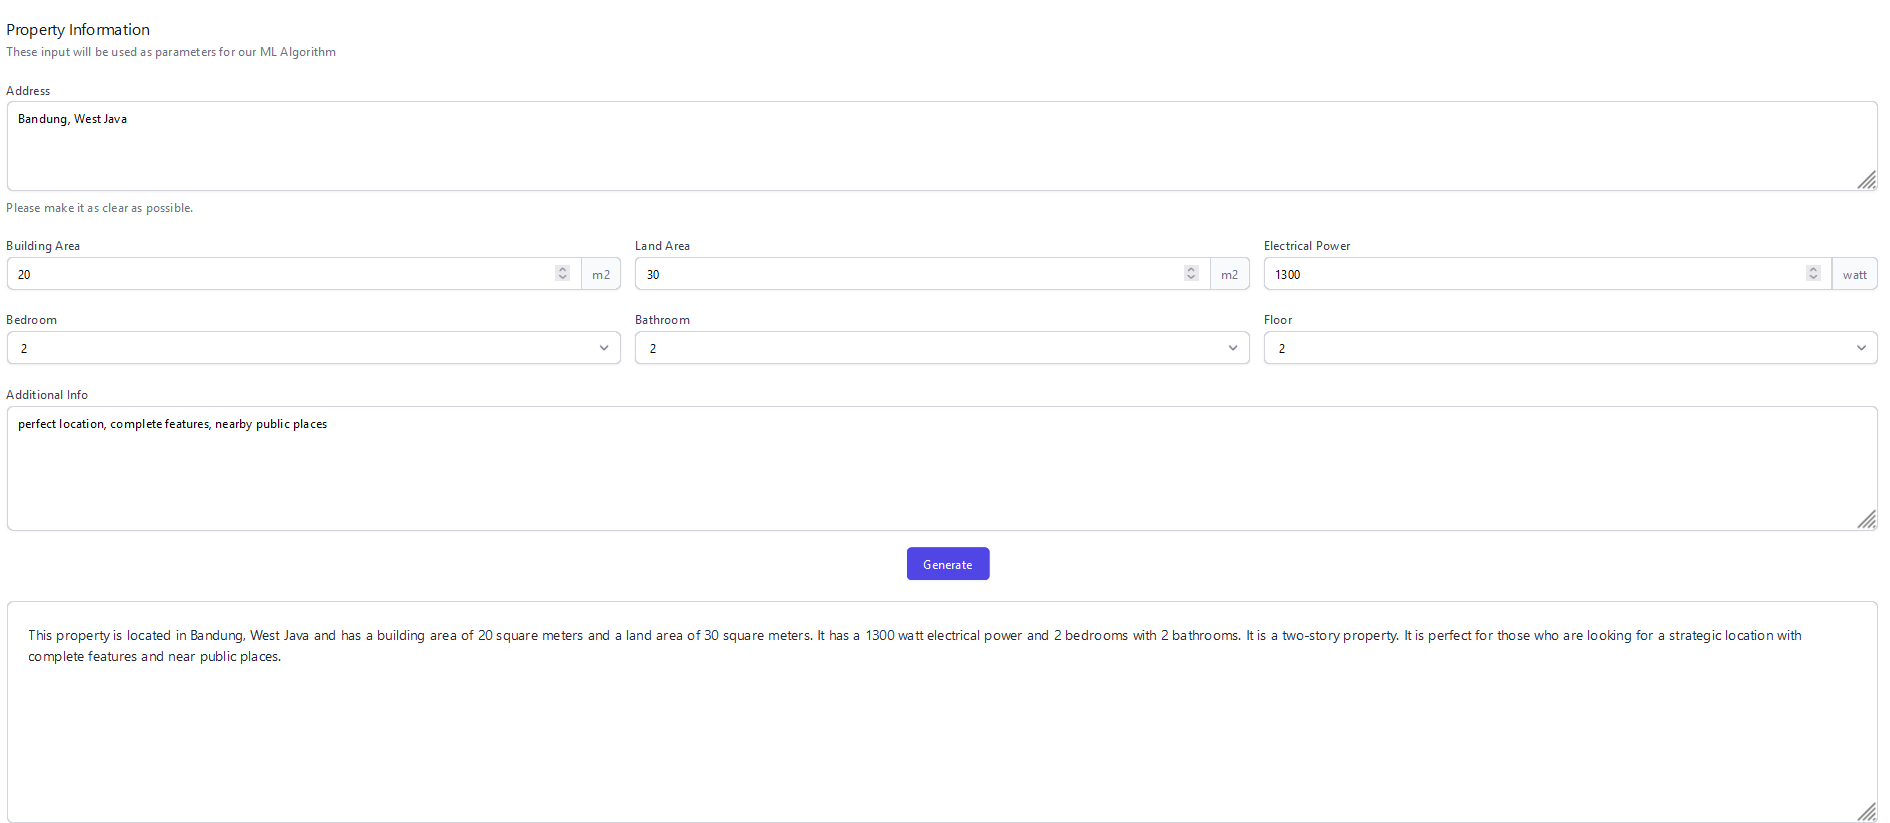 Property Information
These input will be used as parameters for our ML Algorithm
Address
Bandung, West Java
Please make it as clear as possible.
Building Area
20 m2
Land Area
30 m2
Electrical Power
1300 watt
Bedroom
2
Bathroom
2
Floor
2
Additional Info
perfect location, complete features, nearby public places
Generate
This property is located in Bandung, West Java and has a building area of 20 square meters and a land area of 30 square meters. It has a 1300 watt electrical power and 2 bedrooms with 2 bathrooms. It is a two-story property. It is perfect for those who are looking for a strategic location with
complete features and near public places.